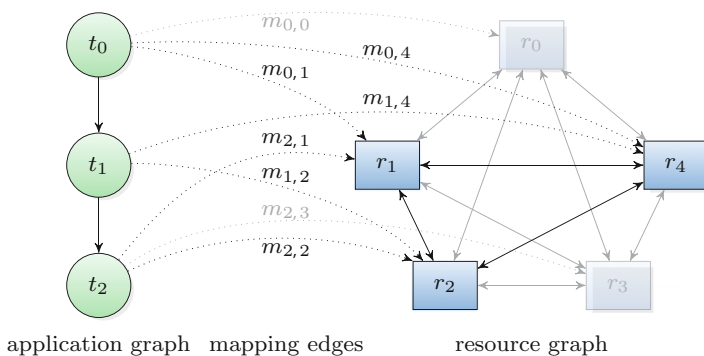 t0
m0,0
r0
m0,4
m0,1
m1,4
m2,1
t1
r1
r4
m1,2
m2,3
m2,2
t2
r2
r3
application graph
mapping edges
resource graph